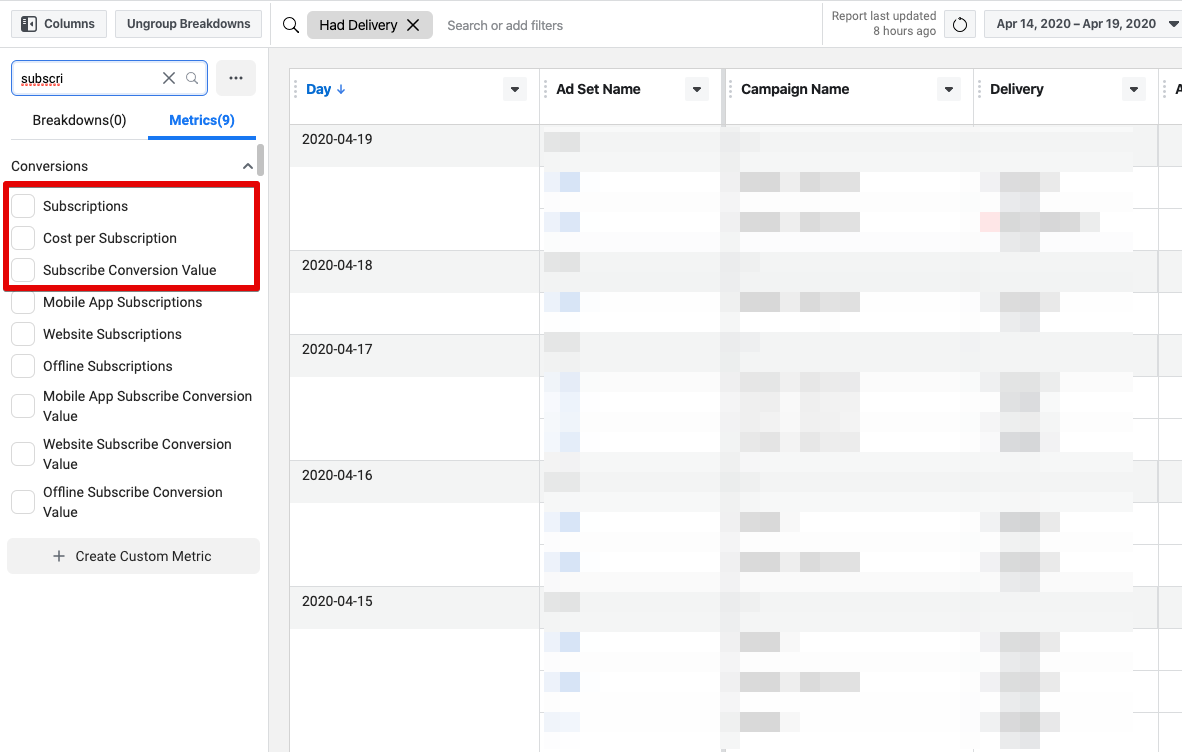 Columns
Ungroup Breakdowns
Had Delivery
Search or add filters
Report last updated
8 hours ago
Apr 14, 2020 – Apr 19, 2020
subscri
Breakdowns(0)
Metrics(9)
Conversions
Subscriptions
Cost per Subscription
Subscribe Conversion Value
Mobile App Subscriptions
Website Subscriptions
Offline Subscriptions
Mobile App Subscribe Conversion
Value
Website Subscribe Conversion
Value
Offline Subscribe Conversion
Value
+ Create Custom Metric
Day ↓
Ad Set Name
Campaign Name
Delivery
2020-04-19
2020-04-18
2020-04-17
2020-04-16
2020-04-15